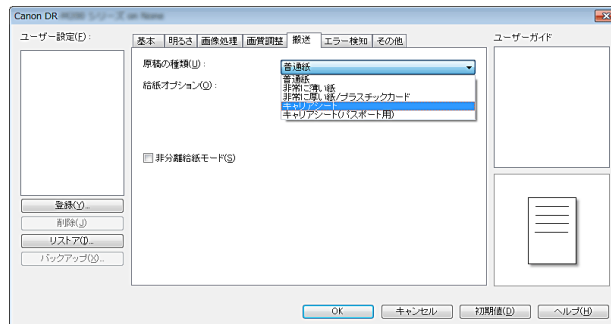 Canon DR
ユーザー設定(F):
基本 明るさ 画像処理 画質調整 搬送 エラー検知 その他
ユーザーガイド
原稿の種類(U):
普通紙
給紙オプション(O):
普通紙
非常に薄い紙
非常に厚い紙/プラスチックカード
キャリアシート
キャリアシート(パスポート用)
非分離給紙モード(S)
登録(Y)...
削除(J)
リストア(T)...
バックアップ(X)...
OK キャンセル 初期値(D) ヘルプ(H)